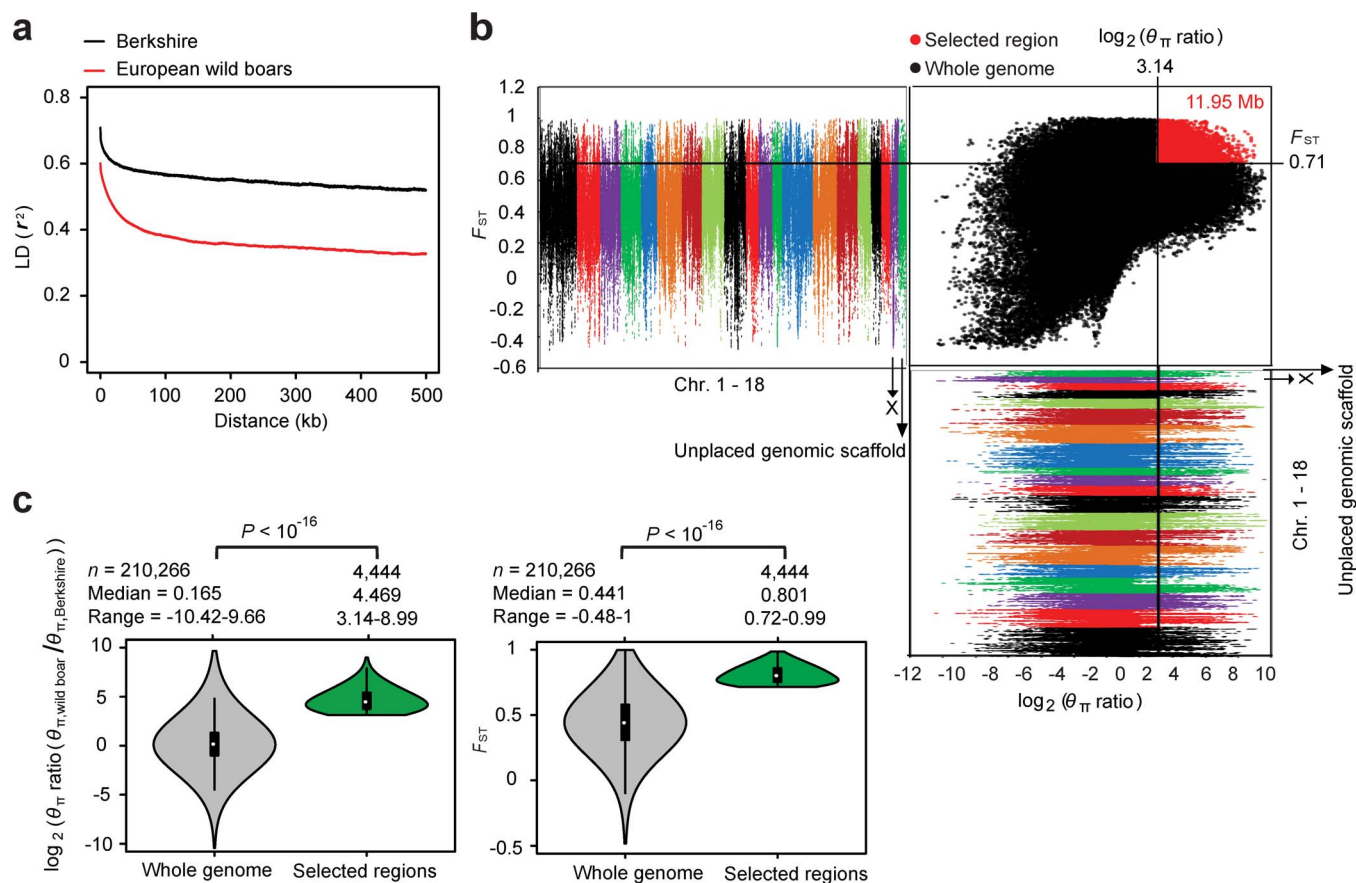 a
Berkshire
European wild boars
0.8
0.6
0.4
0.2
0
LD (r²)
0 100 200 300 400 500
Distance (kb)
b
Selected region
Whole genome
log₂ (θπ ratio)
3.14
1.2
1
0.8
0.6
0.4
0.2
0
-0.2
-0.4
-0.6
FST
Chr. 1 - 18
X
Unplaced genomic scaffold
11.95 Mb
FST
0.71
X
Chr. 1 - 18
Unplaced genomic scaffold
-12 -10 -8 -6 -4 -2 0 2 4 6 8 10
log₂ (θπ ratio)
c
P < 10⁻¹⁶
n = 210,266 4,444
Median = 0.165 4.469
Range = -10.42-9.66 3.14-8.99
log₂ (θπ ratio (θπ,wild boar /θπ,Berkshire))
10
5
0
-5
-10
Whole genome Selected regions
P < 10⁻¹⁶
n = 210,266 4,444
Median = 0.441 0.801
Range = -0.48-1 0.72-0.99
FST
1
0.5
0
-0.5
Whole genome Selected regions